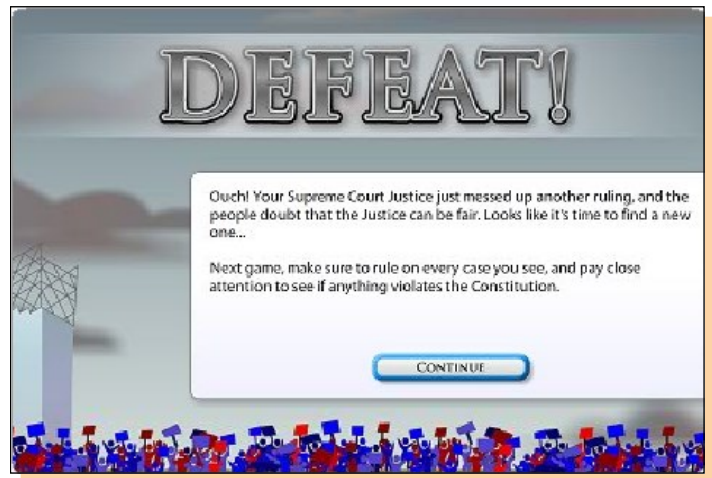 DEFEAT!
Ouch! Your Supreme Court Justice just messed up another ruling, and the
people doubt that the Justice can be fair. Looks like it's time to find a new
one...
Next game, make sure to rule on every case you see, and pay close
attention to see if anything violates the Constitution.
CONTINUE